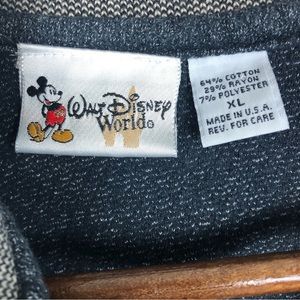 Walt Disney
World®
64% COTTON
29% RAYON
7% POLYESTER
XL
MADE IN U.S.A.
REV. FOR CARE